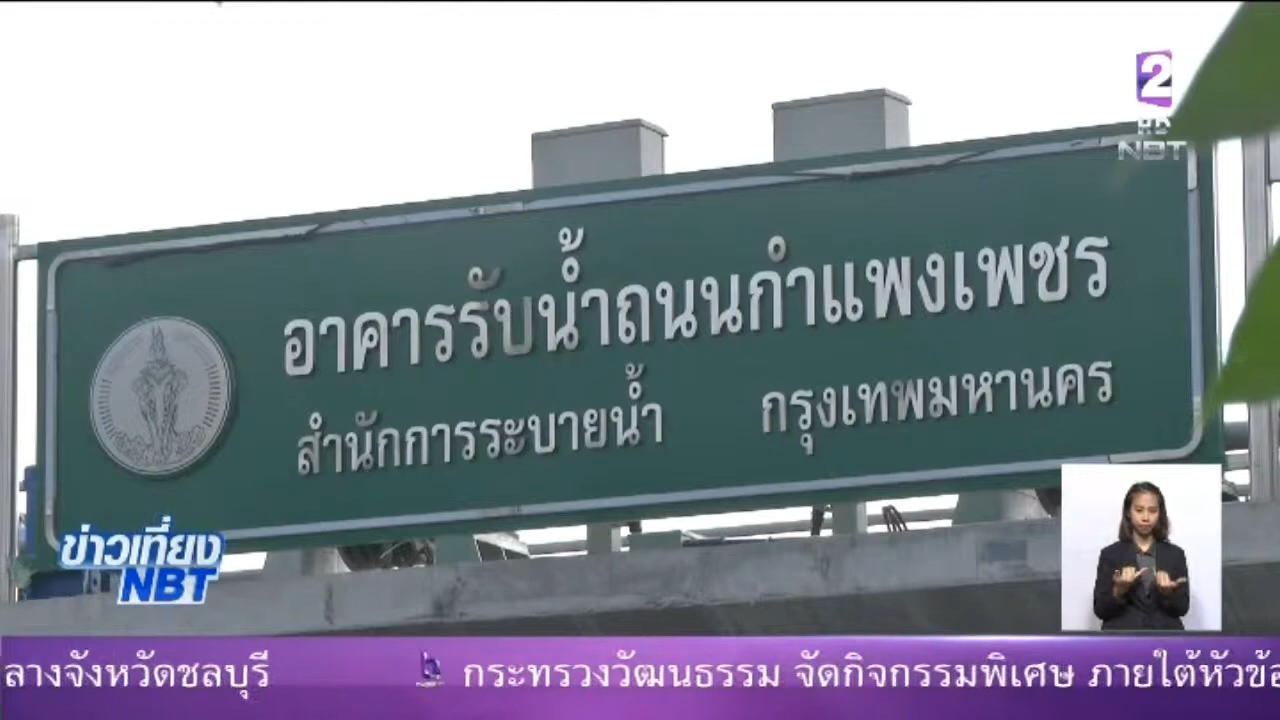 2
HD
NBT
อาคารรับน้ำถนนกำแพงเพชร
สำนักการระบายน้ำ กรุงเทพมหานคร
ข่าวเที่ยง
NBT
ลางจังหวัดชลบุรี กระทรวงวัฒนธรรม จัดกิจกรรมพิเศษ ภายใต้หัวข้อ